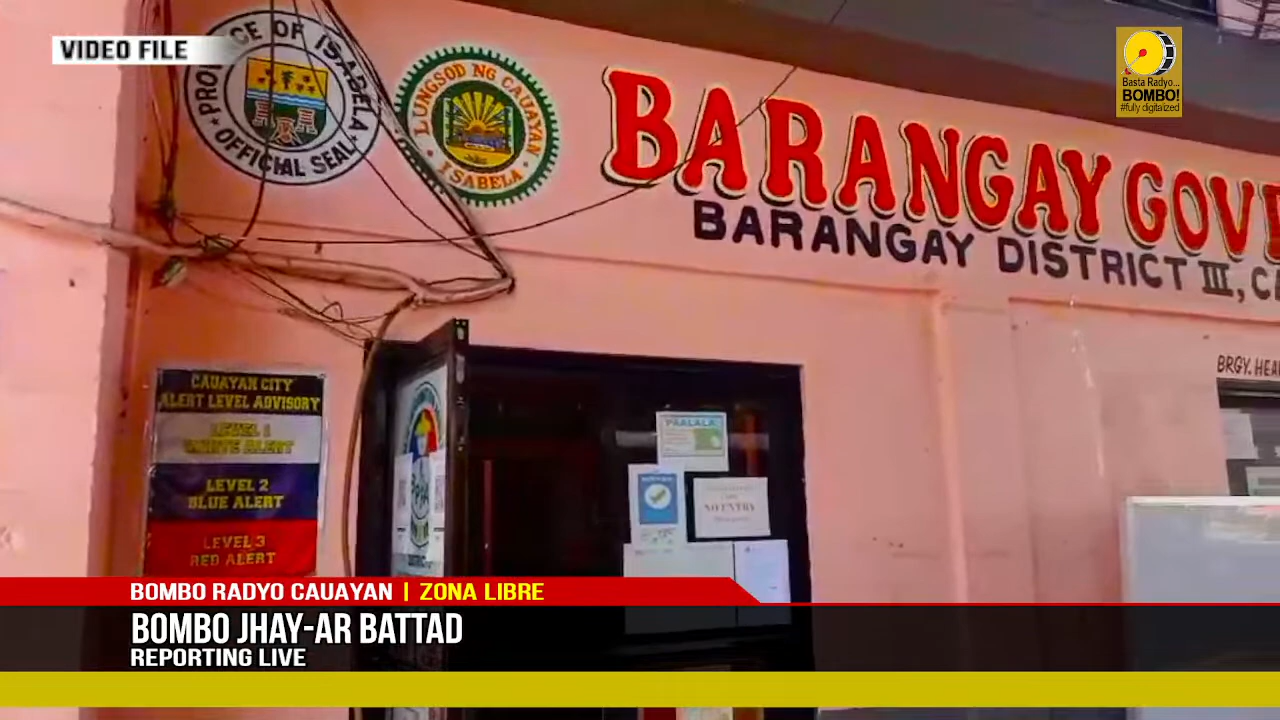 VIDEO FILE
PROVINCE OF ISABELA
OFFICIAL SEAL
LUNGSOD NG CAUAYAN
ISABELA
BARANGAY GOV
BARANGAY DISTRICT III, CA
Basta Radyo...
BOMBO!
#fully digitalized
BRGY. HEA
CAUAYAN CITY
ALERT LEVEL ADVISORY
LEVEL 1
WHITE ALERT
LEVEL 2
BLUE ALERT
LEVEL 3
RED ALERT
PAALALA
NO ENTRY
BOMBO RADYO CAUAYAN | ZONA LIBRE
BOMBO JHAY-AR BATTAD
REPORTING LIVE